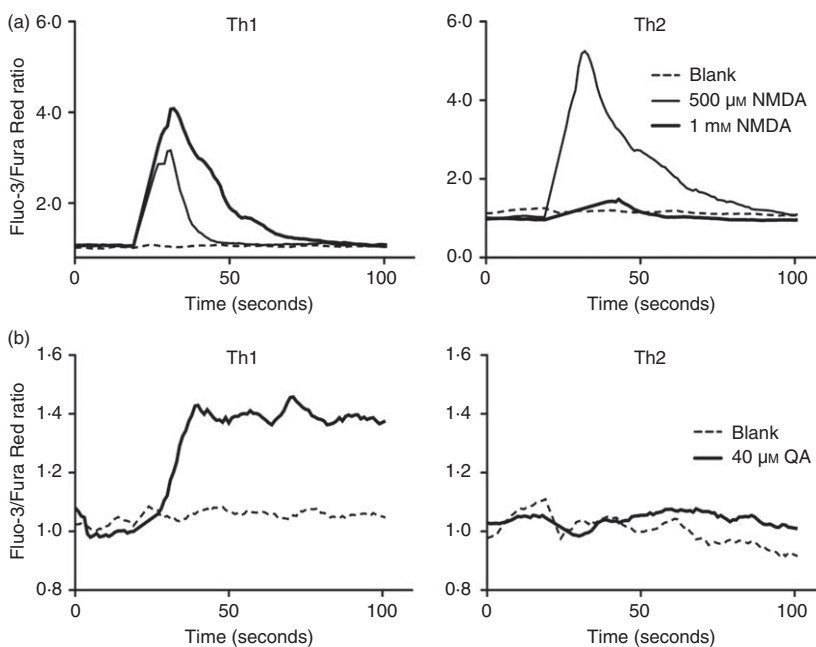 (a)
Th1
Th2
Fluo-3/Fura Red ratio
6·0
4·0
2·0
0
50
100
Time (seconds)
6·0
4·0
2·0
0·0
0
50
100
Time (seconds)
Blank
500 µM NMDA
1 mM NMDA
(b)
Th1
Th2
Fluo-3/Fura Red ratio
1·6
1·4
1·2
1·0
0·8
0
50
100
Time (seconds)
1·6
1·4
1·2
1·0
0·8
0
50
100
Time (seconds)
Blank
40 µM QA